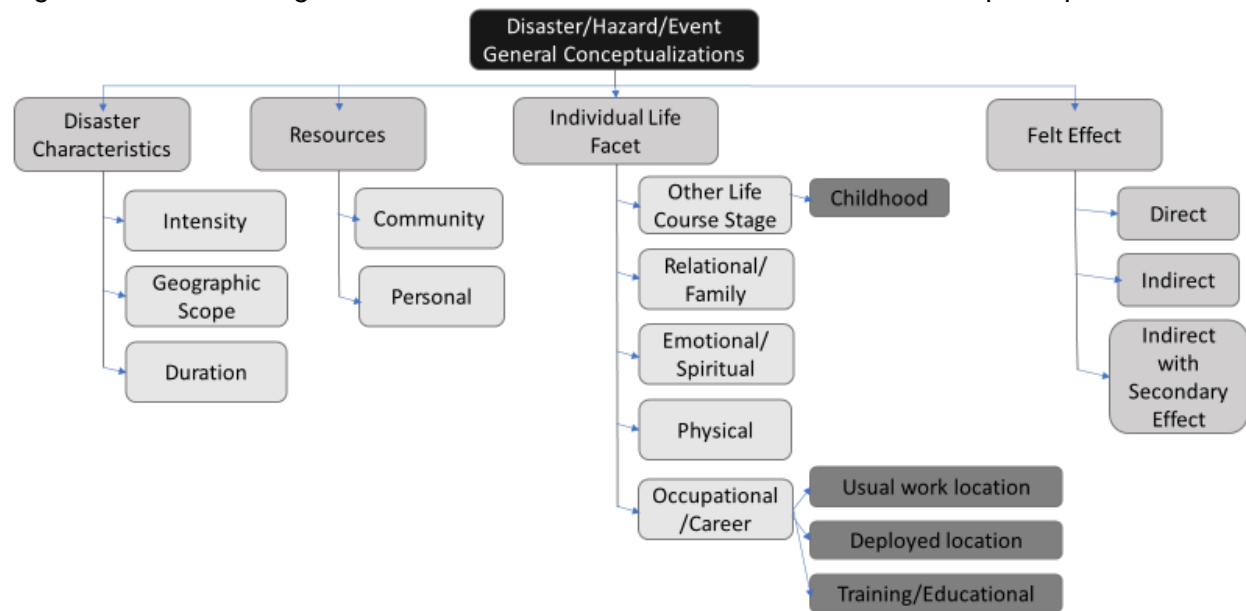 Disaster/Hazard/Event
General Conceptualizations
Disaster
Characteristics
Intensity
Geographic
Scope
Duration
Resources
Community
Personal
Individual Life
Facet
Other Life
Course Stage
Childhood
Relational/
Family
Emotional/
Spiritual
Physical
Occupational
/Career
Usual work location
Deployed location
Training/Educational
Felt Effect
Direct
Indirect
Indirect
with
Secondary
Effect